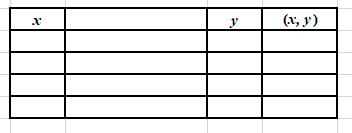 x y (x, y)